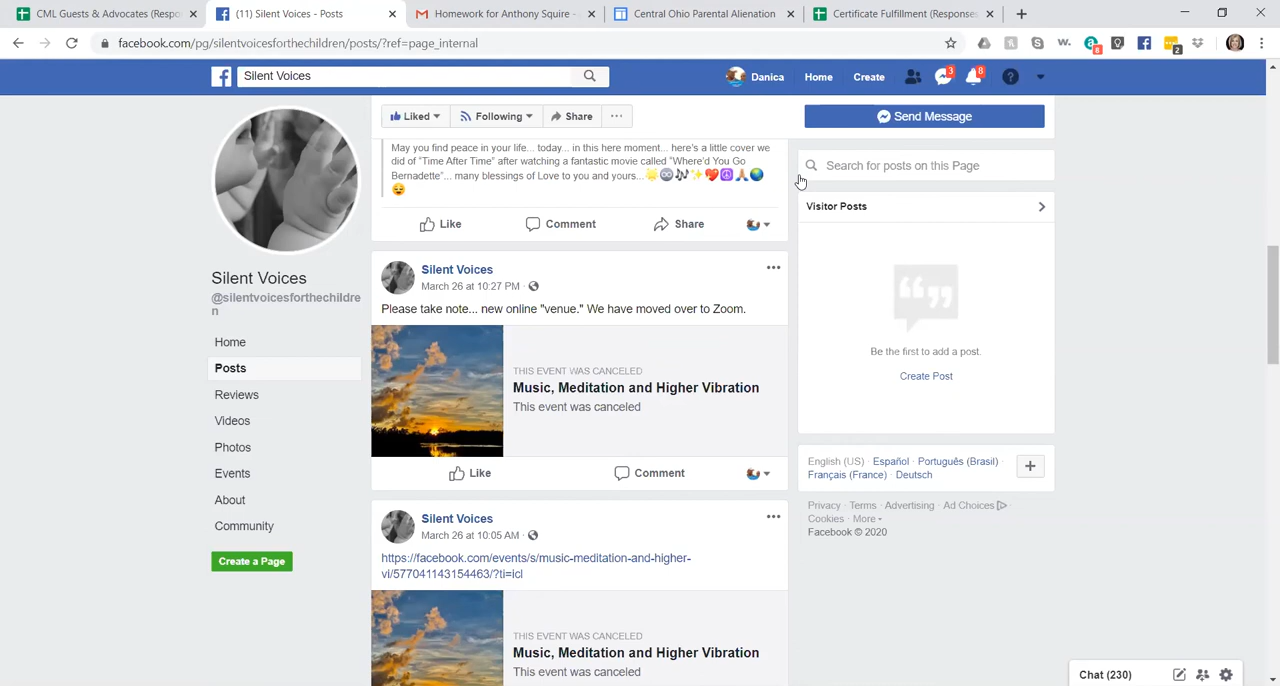 CML Guests & Advocates (Respo
(11) Silent Voices - Posts
Homework for Anthony Squire -
Central Ohio Parental Alienation
Certificate Fulfillment (Responses
facebook.com/pg/silentvoicesforthechildren/posts/?ref=page_internal
w.
8
2
Silent Voices
Danica
Home
Create
3
8
Liked
Following
Share
Send Message
May you find peace in your life... today... in this here moment... here's a little cover we
did of "Time After Time" after watching a fantastic movie called "Where'd You Go
Bernadette"... many blessings of Love to you and yours...
Like
Comment
Share
Search for posts on this Page
Visitor Posts
Be the first to add a post.
Create Post
Silent Voices
@silentvoicesforthechildre
n
Home
Posts
Reviews
Videos
Photos
Events
About
Community
Create a Page
Silent Voices
March 26 at 10:27 PM ·
Please take note... new online "venue." We have moved over to Zoom.
THIS EVENT WAS CANCELED
Music, Meditation and Higher Vibration
This event was canceled
Like
Comment
Silent Voices
March 26 at 10:05 AM ·
https://facebook.com/events/s/music-meditation-and-higher-
vi/577041143154463/?ti=icl
THIS EVENT WAS CANCELED
Music, Meditation and Higher Vibration
This event was canceled
English (US) · Español · Português (Brasil) ·
Français (France) · Deutsch
Privacy · Terms · Advertising · Ad Choices ·
Cookies · More
Facebook © 2020
Chat (230)